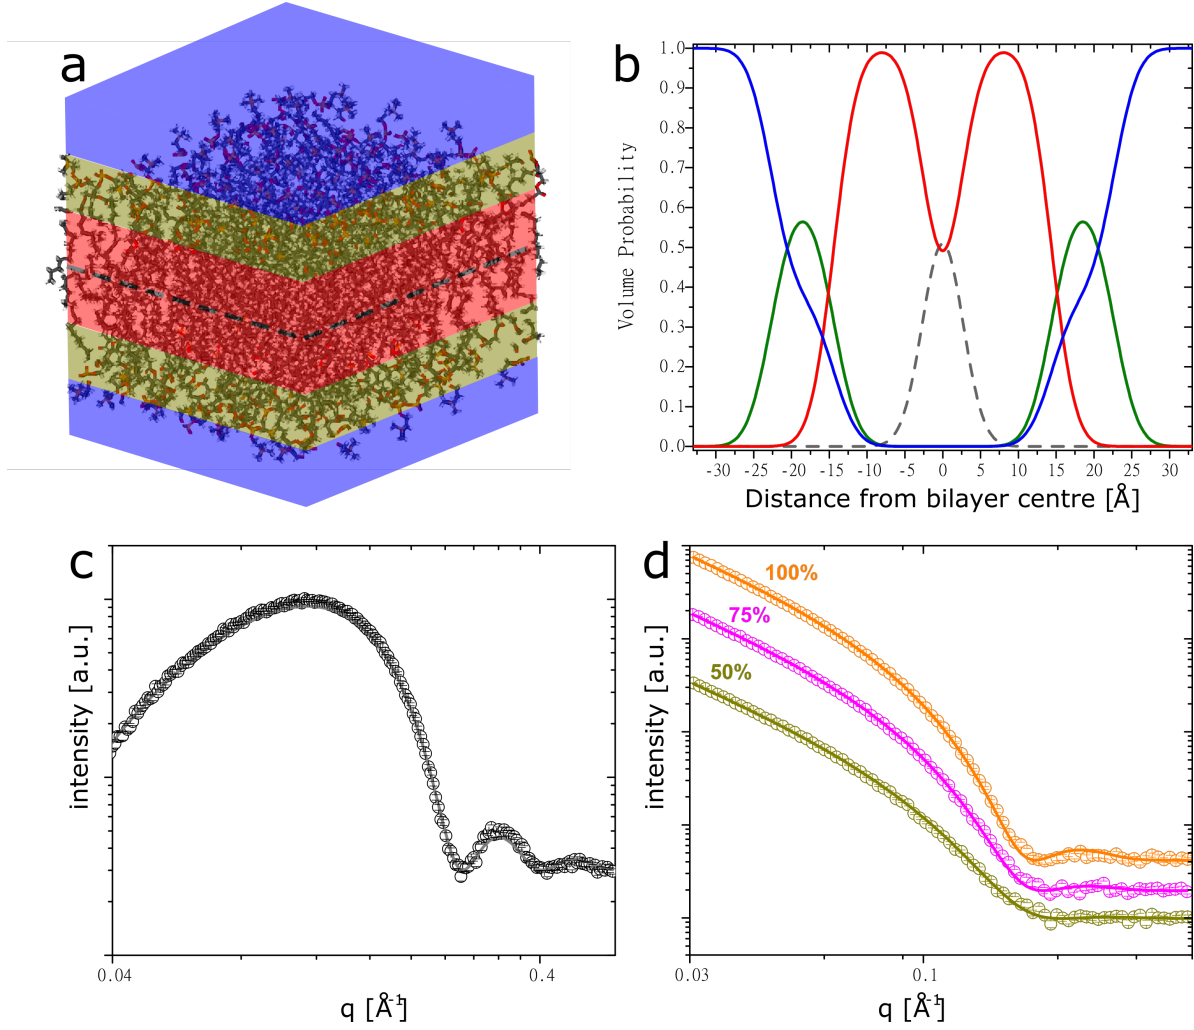 a
b
1.0
0.9
0.8
0.7
0.6
0.5
0.4
0.3
0.2
0.1
0.0
Volume Probability
-30 -25 -20 -15 -10 -5 0 5 10 15 20 25 30
Distance from bilayer centre [Å]
c
intensity [a.u.]
0.04 0.4
q [Å⁻¹]
d
100%
75%
50%
intensity [a.u.]
0.03 0.1
q [Å⁻¹]